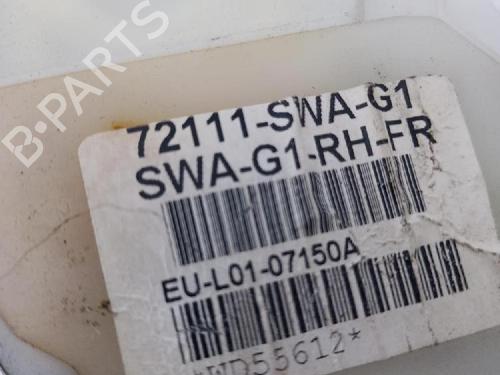 B-PARTS
72111-SWA-G1
SWA-G1-RH-FR
EU-L01-07150A
*WD55612*